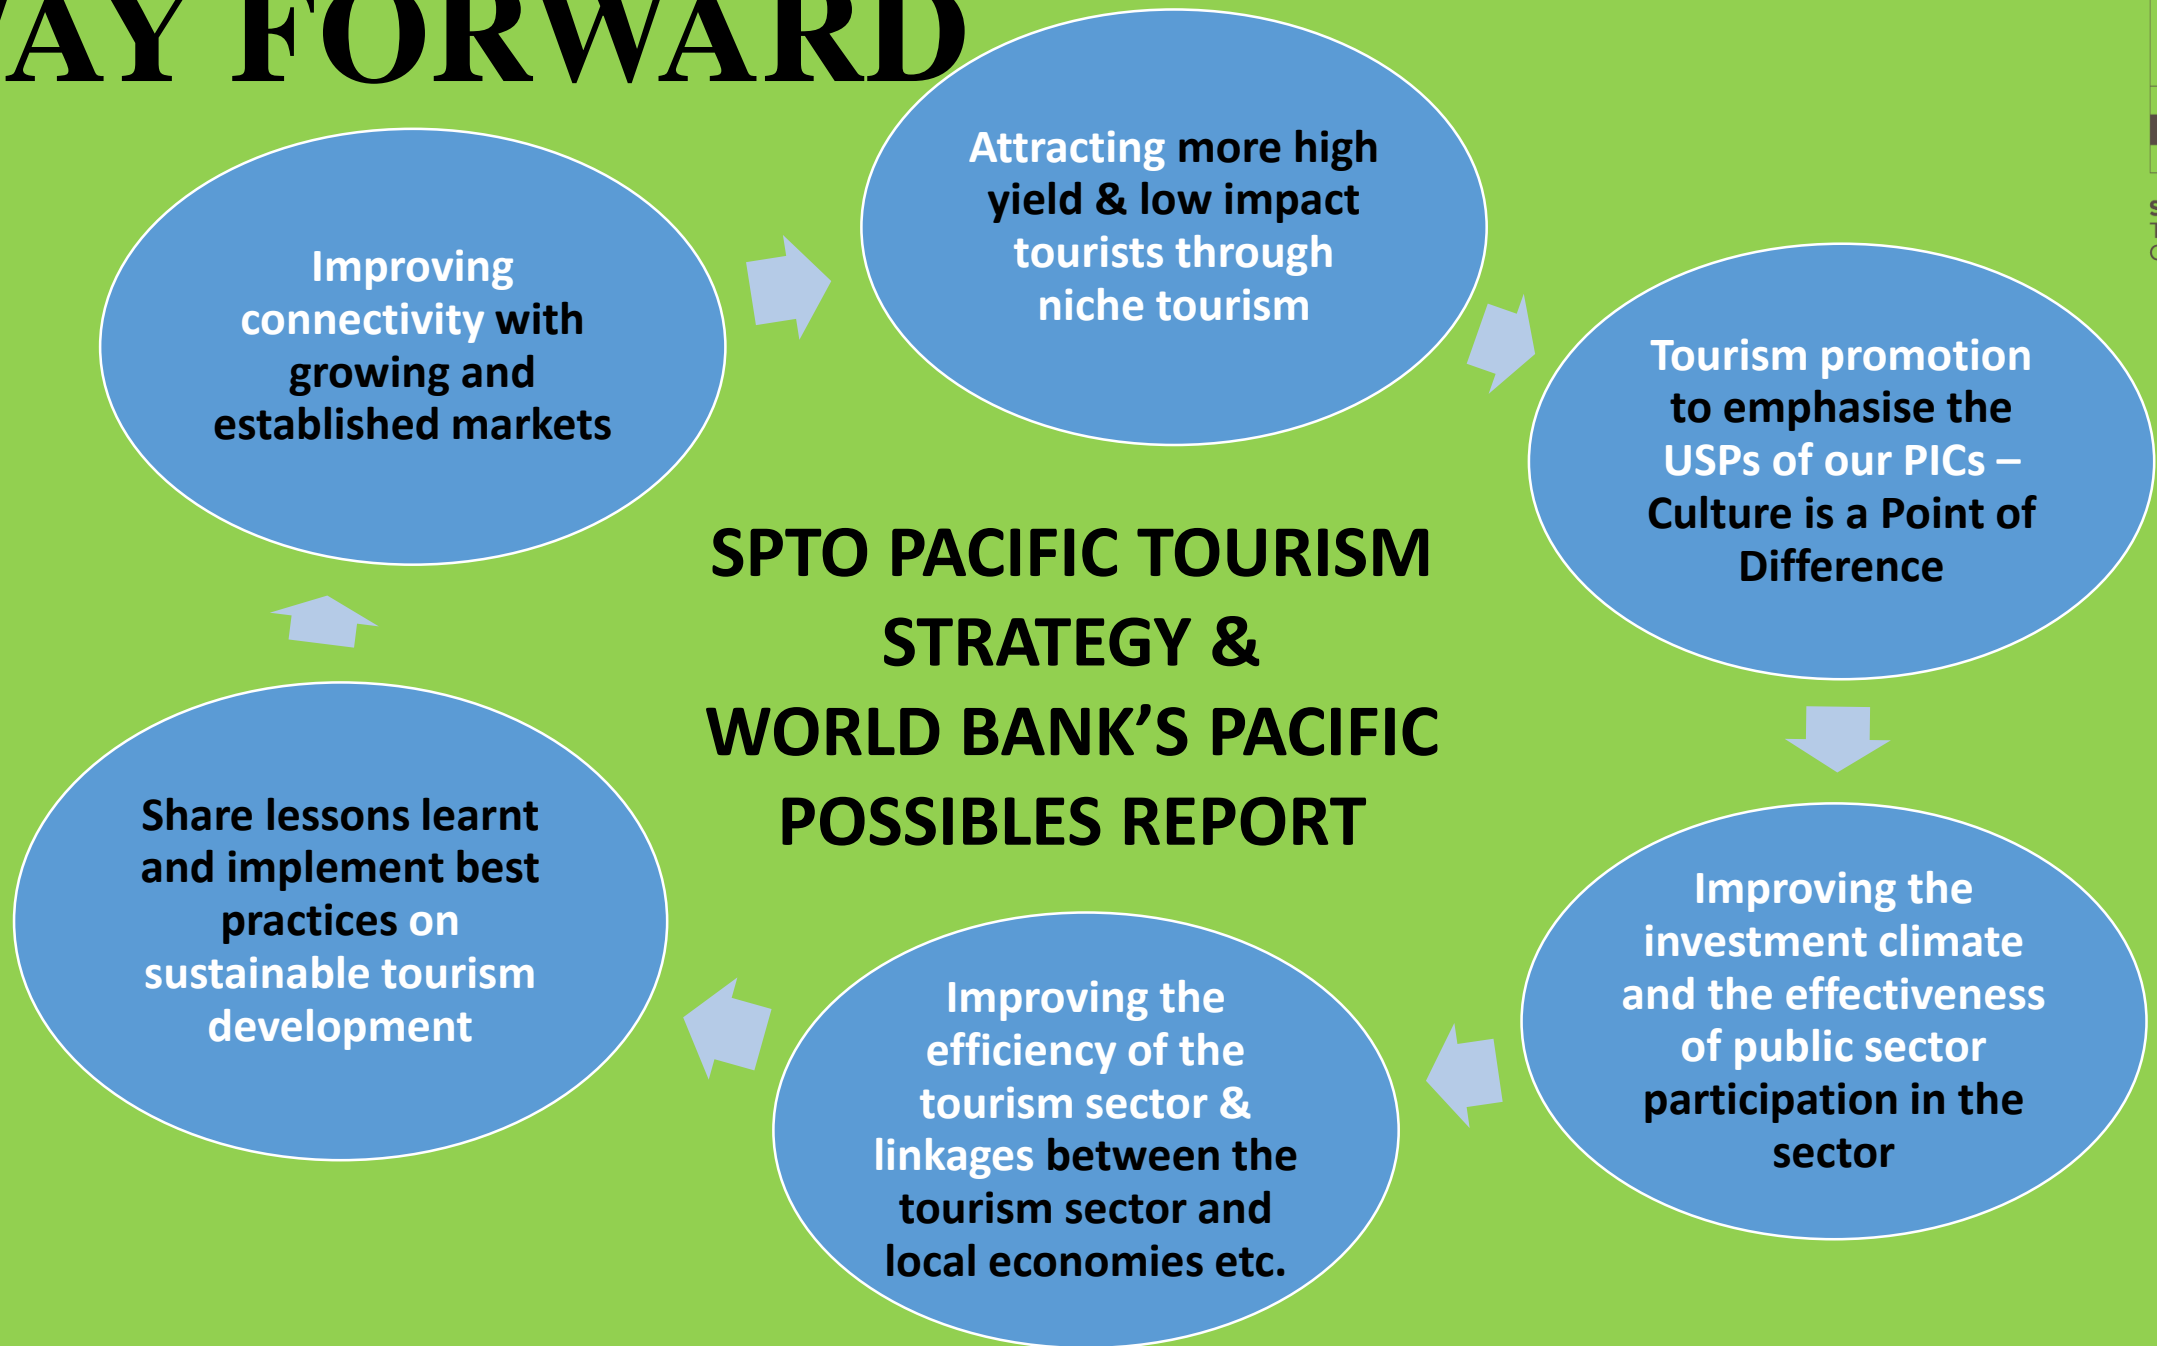 AY FORWARD
Attracting more high
yield & low impact
tourists through
niche tourism
Improving
connectivity with
growing and
established markets
Tourism promotion
to emphasise the
USPs of our PICs –
Culture is a Point of
Difference
SPTO PACIFIC TOURISM
STRATEGY &
WORLD BANK’S PACIFIC
POSSIBLES REPORT
Share lessons learnt
and implement best
practices on
sustainable tourism
development
Improving the
investment climate
and the effectiveness
of public sector
participation in the
sector
Improving the
efficiency of the
tourism sector &
linkages between the
tourism sector and
local economies etc.